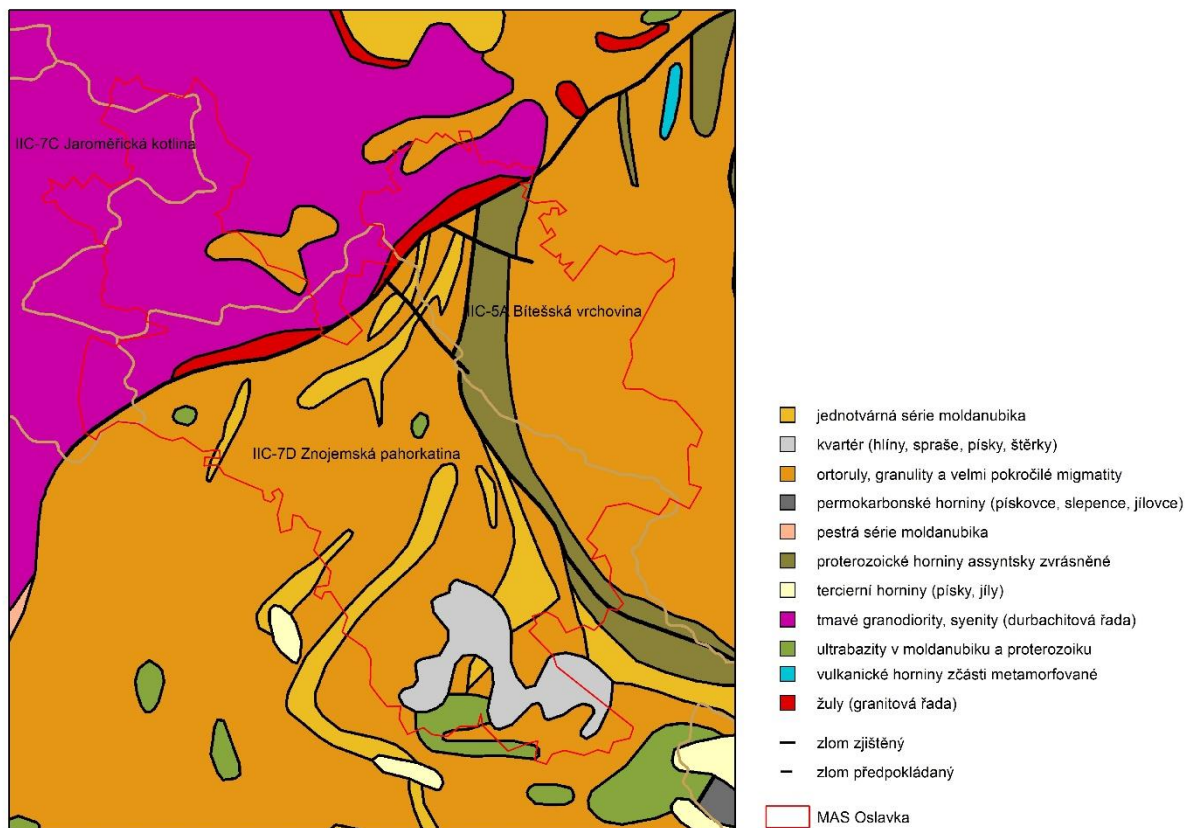 IIC-7C Jaroměřická kotlina
IIC-5A Bítešská vrchovina
IIC-7D Znojemská pahorkatina
jednotvárná série moldanubika
kvartér (hlíny, spraše, písky, štěrky)
ortoruly, granulity a velmi pokročilé migmatity
permokarbonské horniny (pískovce, slepence, jílovce)
pestrá série moldanubika
proterozoické horniny assyntsky zvrásněné
tercierní horniny (písky, jíly)
tmavé granodiority, syenity (durbachitová řada)
ultrabazity v moldanubiku a proterozoiku
vulkanické horniny zčásti metamorfované
žuly (granitová řada)
zlom zjištěný
zlom předpokládaný
MAS Oslavka